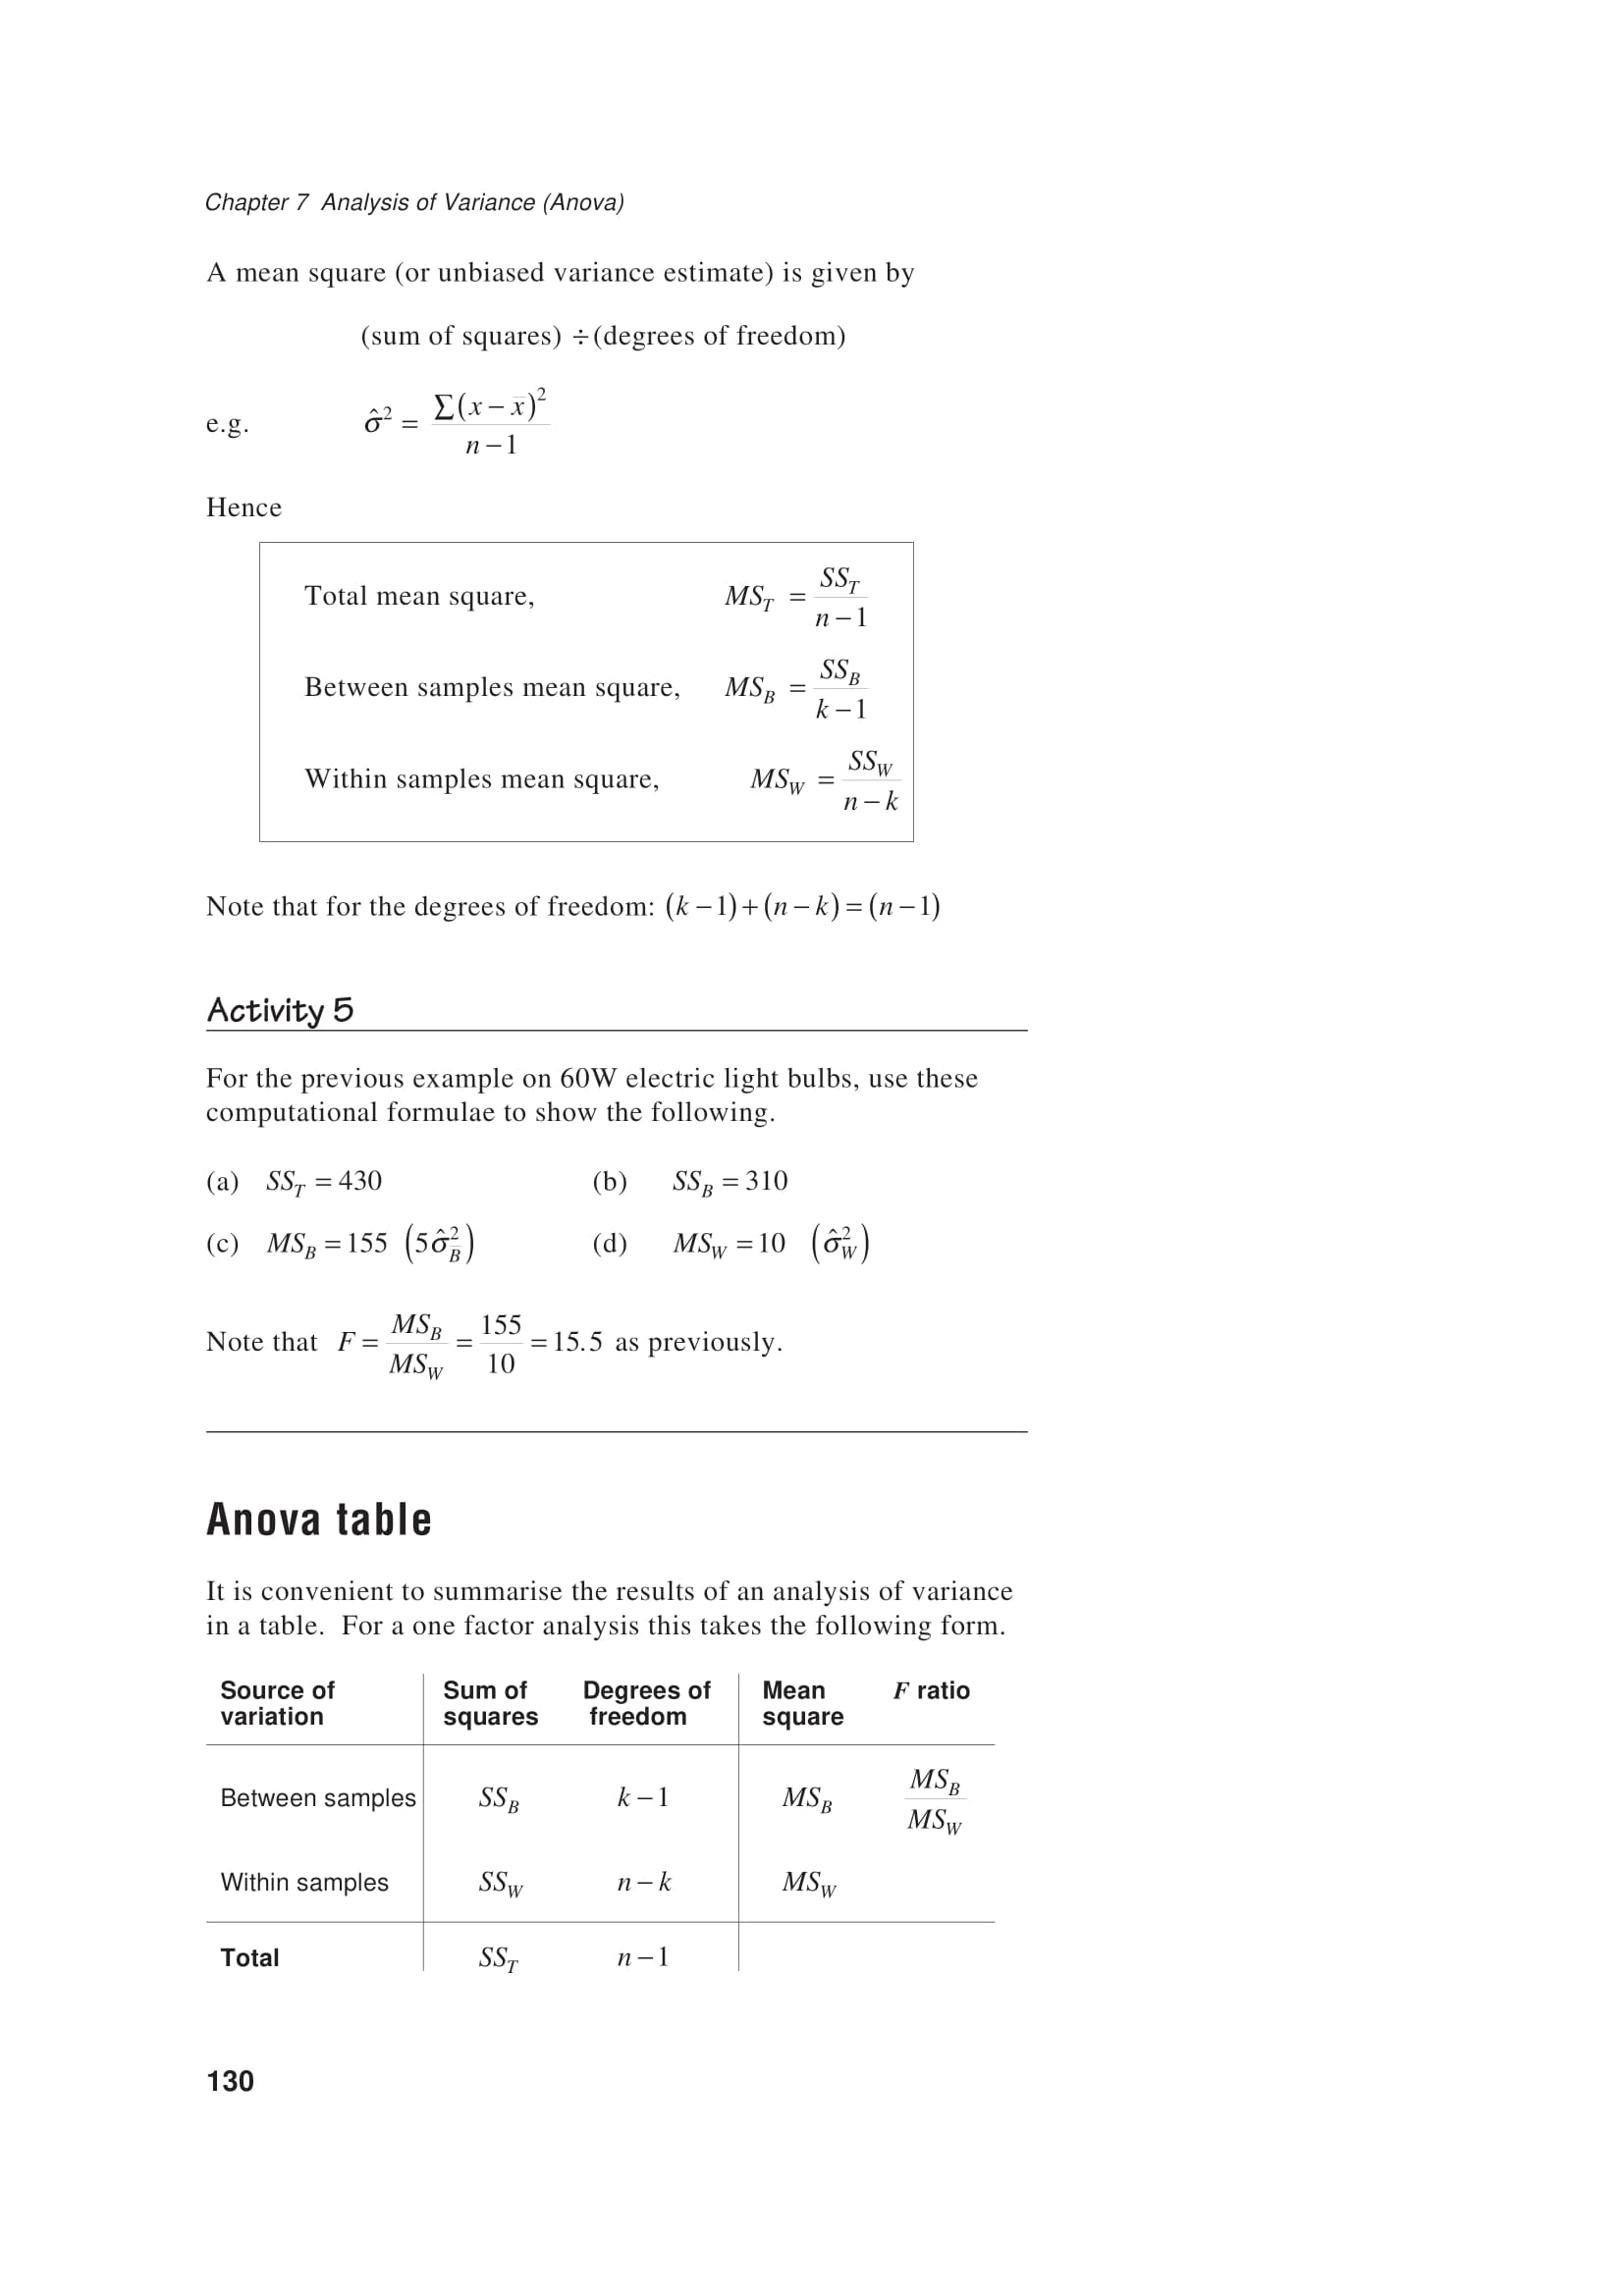 Chapter 7 Analysis of Variance (Anova)
A mean square (or unbiased variance estimate) is given by
(sum of squares) ÷ (degrees of freedom)
e.g. σ̂² = Σ(x − x̄)² / (n − 1)
Hence
Total mean square, MS_T = SS_T / (n − 1)
Between samples mean square, MS_B = SS_B / (k − 1)
Within samples mean square, MS_W = SS_W / (n − k)
Note that for the degrees of freedom: (k − 1) + (n − k) = (n − 1)
Activity 5
For the previous example on 60W electric light bulbs, use these
computational formulae to show the following.
(a) SS_T = 430 (b) SS_B = 310
(c) MS_B = 155 (5σ̂²_B̄) (d) MS_W = 10 (σ̂²_W)
Note that F = MS_B / MS_W = 155 / 10 = 15.5 as previously.
Anova table
It is convenient to summarise the results of an analysis of variance
in a table. For a one factor analysis this takes the following form.
Source of variation Sum of squares Degrees of freedom Mean square F ratio
Between samples SS_B k − 1 MS_B MS_B / MS_W
Within samples SS_W n − k MS_W
Total SS_T n − 1
130